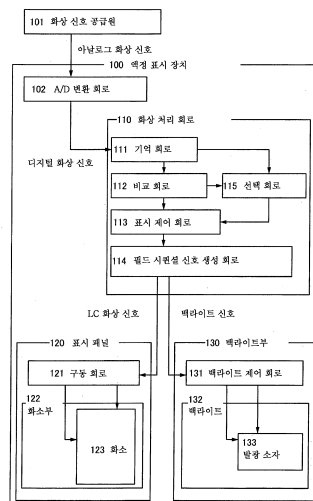 101 화상 신호 공급원
아날로그 화상 신호
100 액정 표시 장치
102 A/D 변환 회로
110 화상 처리 회로
디지털 화상 신호
111 기억 회로
112 비교 회로
115 선택 회로
113 표시 제어 회로
114 필드 시퀀셜 신호 생성 회로
LC 화상 신호
백라이트 신호
120 표시 패널
130 백라이트부
121 구동 회로
131 백라이트 제어 회로
122
화소부
132
백라이트
123 화소
133
발광 소자